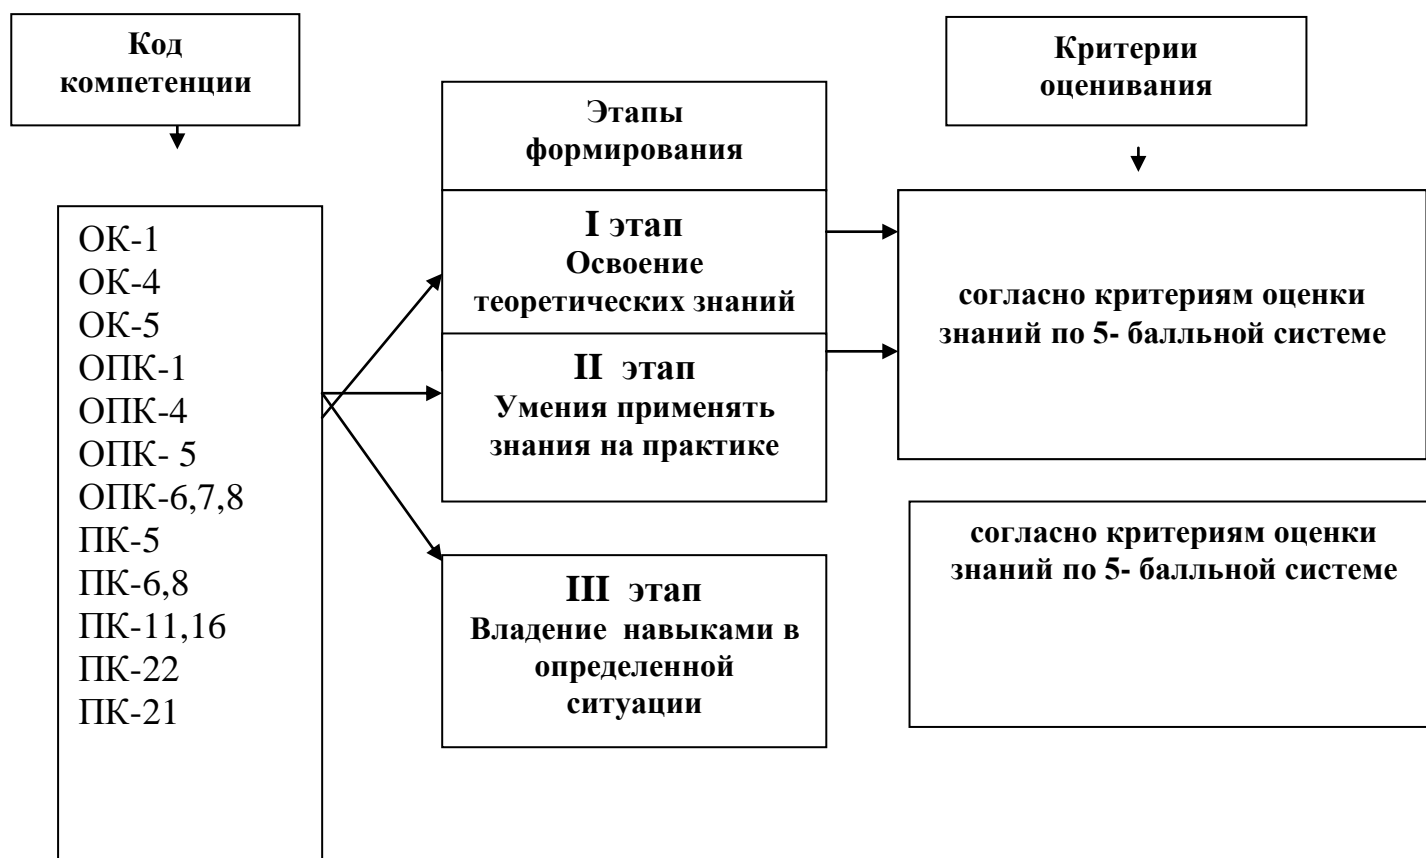 Код
компетенции
ОК-1
ОК-4
ОК-5
ОПК-1
ОПК-4
ОПК- 5
ОПК-6,7,8
ПК-5
ПК-6,8
ПК-11,16
ПК-22
ПК-21
Этапы
формирования
I этап
Освоение
теоретических знаний
II этап
Умения применять
знания на практике
III этап
Владение навыками в
определенной
ситуации
Критерии
оценивания
согласно критериям оценки
знаний по 5- балльной системе
согласно критериям оценки
знаний по 5- балльной системе